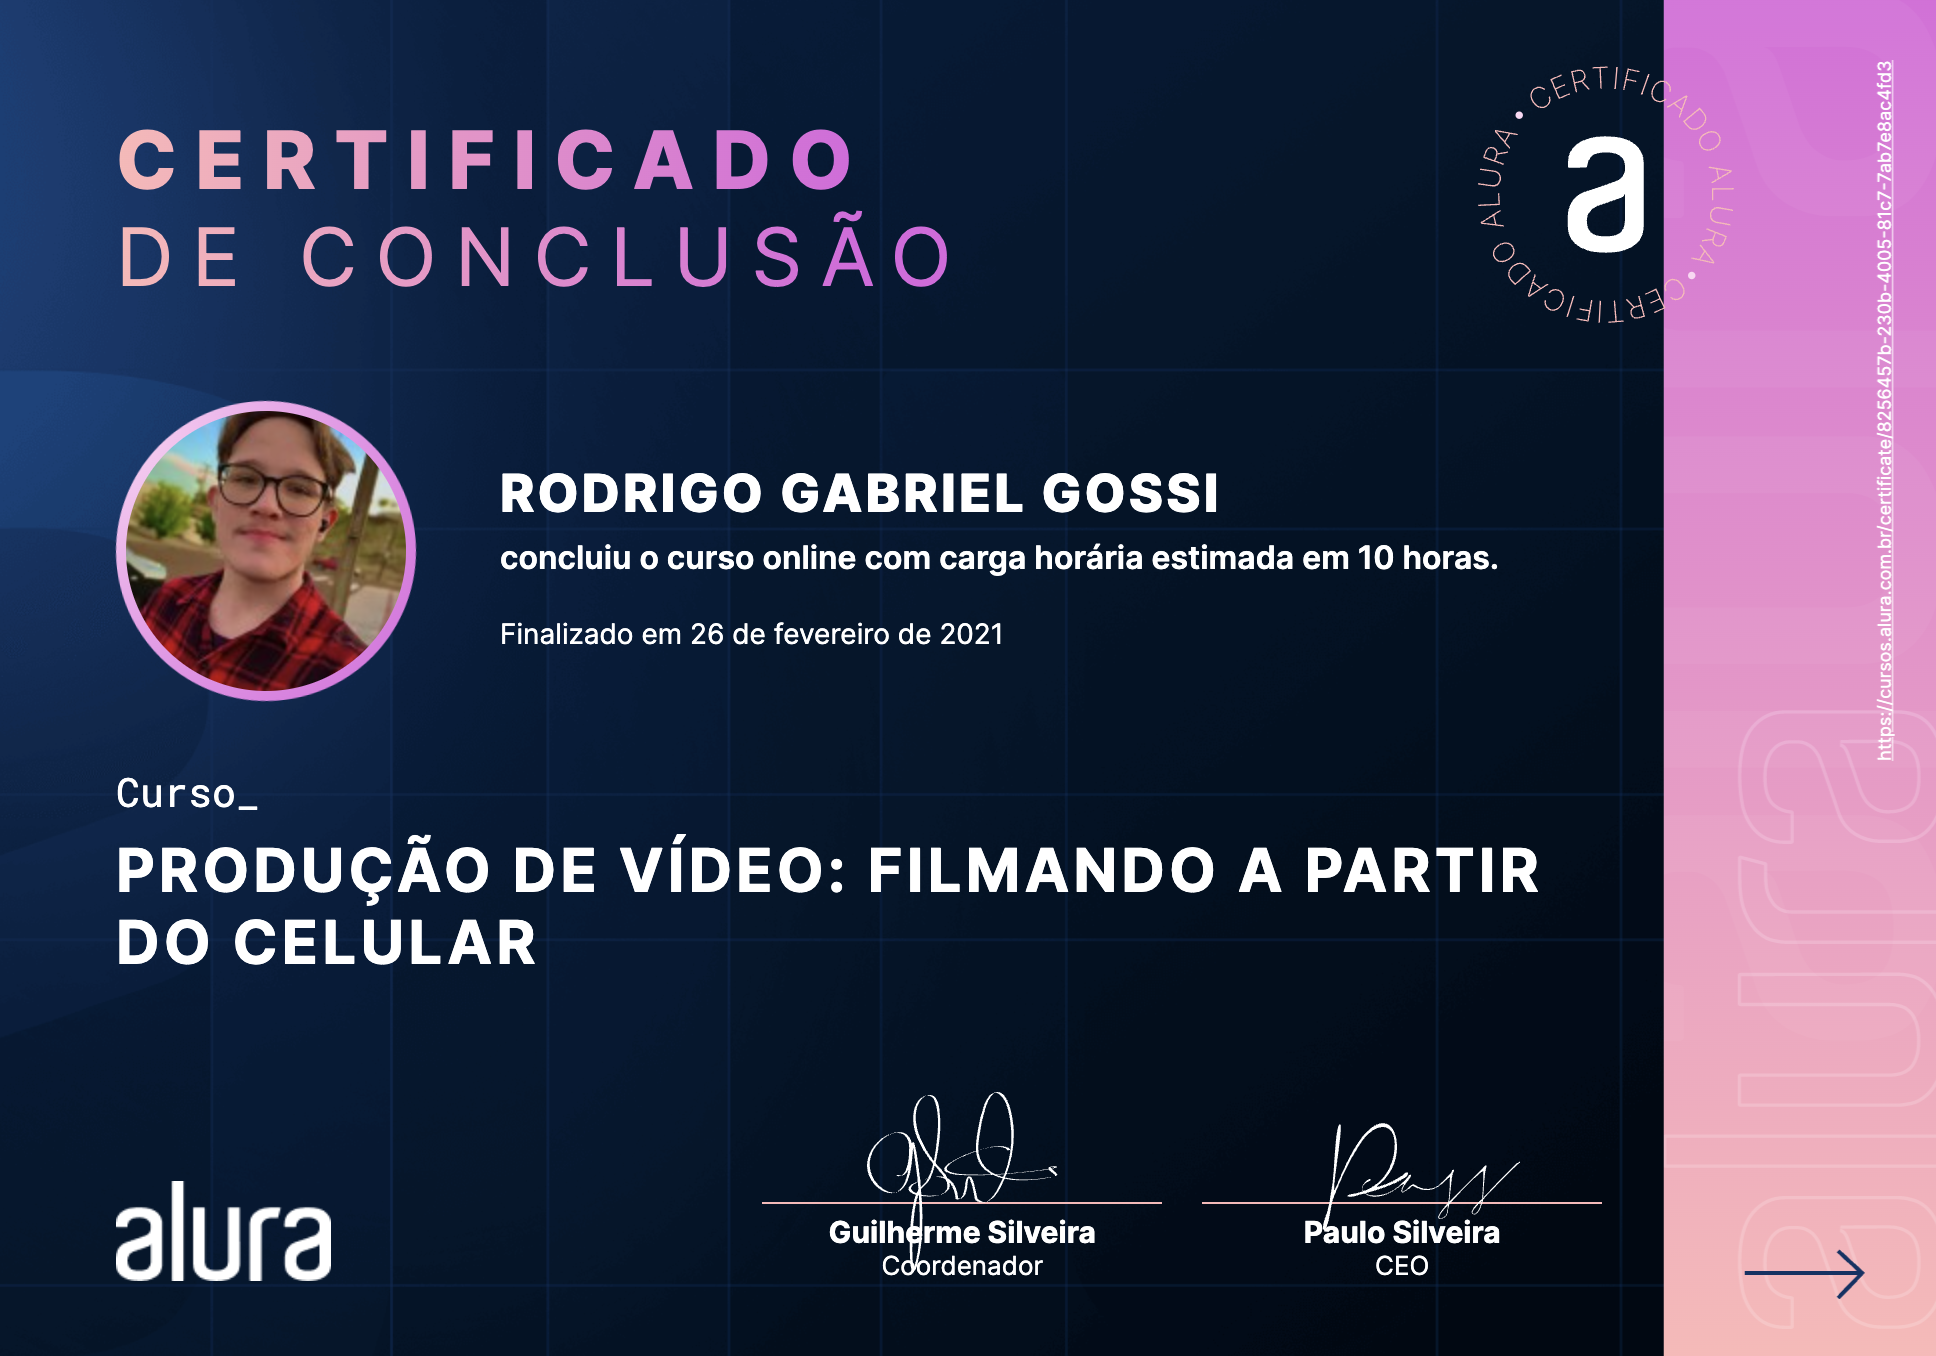 CERTIFICADO
DE CONCLUSÃO
CERTIFICADO ALURA • CERTIFICADO ALURA •
a
RODRIGO GABRIEL GOSSI
concluiu o curso online com carga horária estimada em 10 horas.
Finalizado em 26 de fevereiro de 2021
Curso_
PRODUÇÃO DE VÍDEO: FILMANDO A PARTIR
DO CELULAR
alura
Guilherme Silveira
Coordenador
Paulo Silveira
CEO
https://cursos.alura.com.br/certificate/8256457b-230b-4005-81c7-7ab7e8ac4fd3
alura